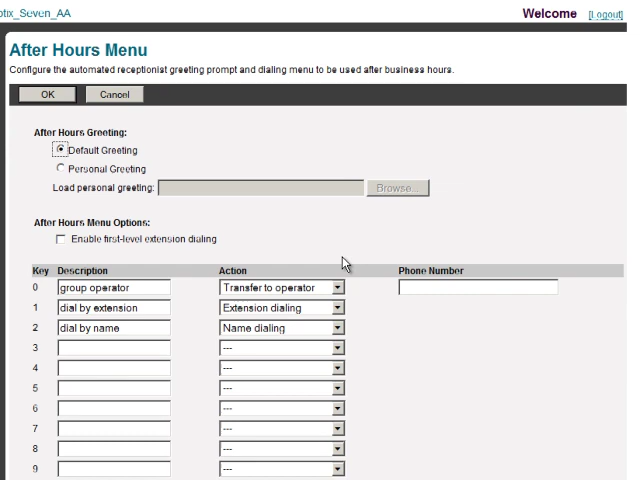 ptix_Seven_AA
Welcome [Logout]
After Hours Menu
Configure the automated receptionist greeting prompt and dialing menu to be used after business hours.
OK Cancel
After Hours Greeting:
Default Greeting
Personal Greeting
Load personal greeting: Browse...
After Hours Menu Options:
Enable first-level extension dialing
Key Description Action Phone Number
0 group operator Transfer to operator
1 dial by extension Extension dialing
2 dial by name Name dialing
3 ---
4 ---
5 ---
6 ---
7 ---
8 ---
9 ---